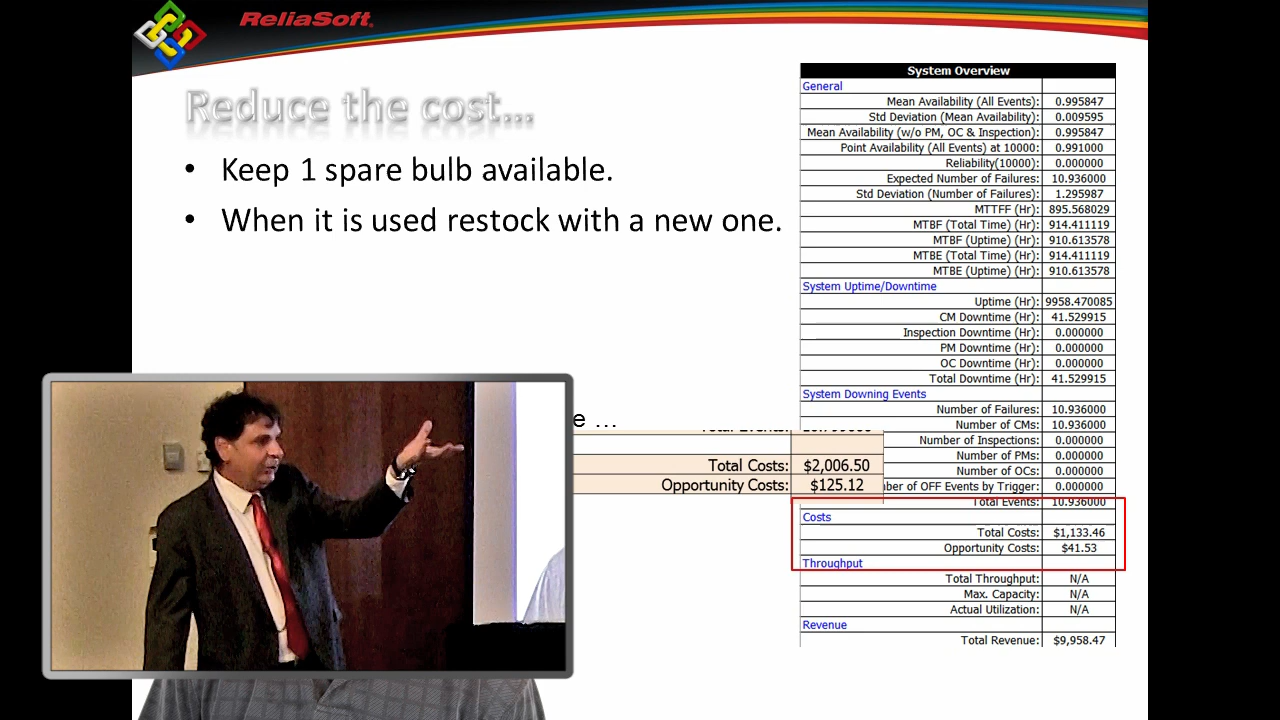 ReliaSoft
Reduce the cost...
• Keep 1 spare bulb available.
• When it is used restock with a new one.
e ...
Total Costs: $2,006.50
Opportunity Costs: $125.12
System Overview
General
Mean Availability (All Events): 0.995847
Std Deviation (Mean Availability): 0.009595
Mean Availability (w/o PM, OC & Inspection): 0.995847
Point Availability (All Events) at 10000: 0.991000
Reliability(10000): 0.000000
Expected Number of Failures: 10.936000
Std Deviation (Number of Failures): 1.295987
MTTFF (Hr): 895.568029
MTBF (Total Time) (Hr): 914.411119
MTBF (Uptime) (Hr): 910.613578
MTBE (Total Time) (Hr): 914.411119
MTBE (Uptime) (Hr): 910.613578
System Uptime/Downtime
Uptime (Hr): 9958.470085
CM Downtime (Hr): 41.529915
Inspection Downtime (Hr): 0.000000
PM Downtime (Hr): 0.000000
OC Downtime (Hr): 0.000000
Total Downtime (Hr): 41.529915
System Downing Events
Number of Failures: 10.936000
Number of CMs: 10.936000
Number of Inspections: 0.000000
Number of PMs: 0.000000
Number of OCs: 0.000000
ber of OFF Events by Trigger: 0.000000
Total Events: 10.936000
Costs
Total Costs: $1,133.46
Opportunity Costs: $41.53
Throughput
Total Throughput: N/A
Max. Capacity: N/A
Actual Utilization: N/A
Revenue
Total Revenue: $9,958.47